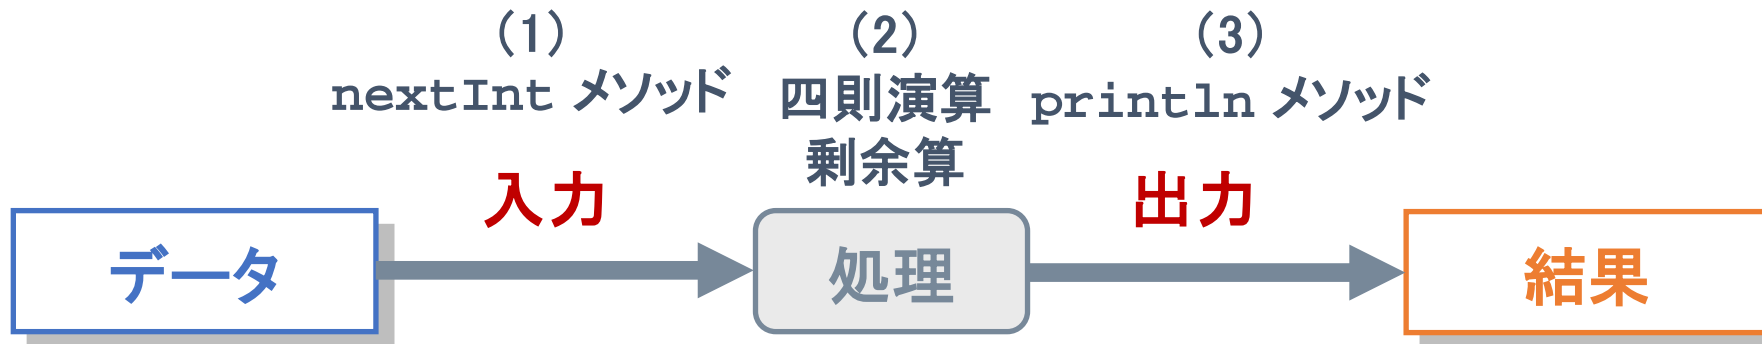 （1）
nextInt メソッド
（2）
四則演算
剰余算
（3）
println メソッド
入力
出力
データ
処理
結果